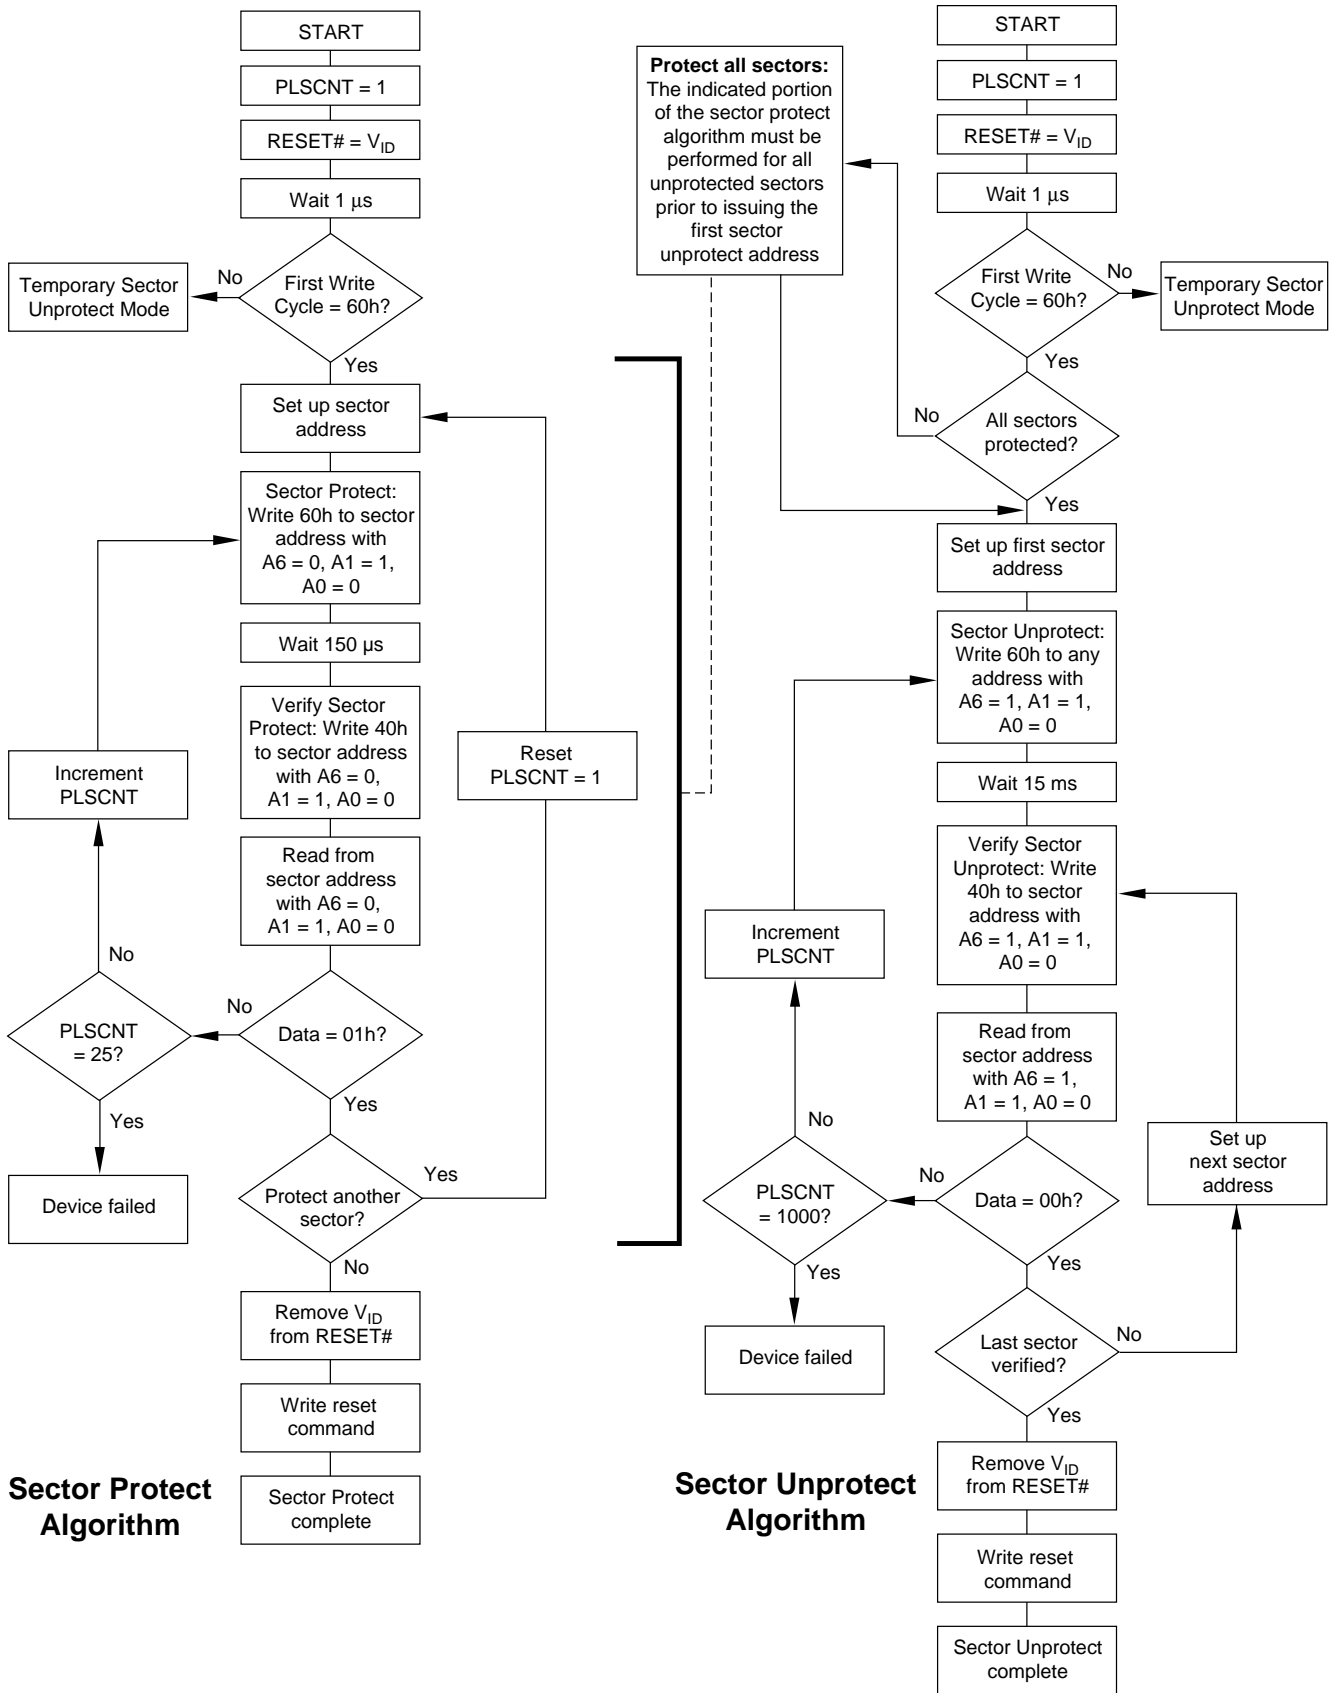 START
PLSCNT = 1
RESET# = VID
Wait 1 μs
First Write
Cycle = 60h?
No
Temporary Sector
Unprotect Mode
Yes
Set up sector
address
Sector Protect:
Write 60h to sector
address with
A6 = 0, A1 = 1,
A0 = 0
Wait 150 µs
Verify Sector
Protect: Write 40h
to sector address
with A6 = 0,
A1 = 1, A0 = 0
Reset
PLSCNT = 1
Increment
PLSCNT
Read from
sector address
with A6 = 0,
A1 = 1, A0 = 0
No
No
PLSCNT
= 25?
Data = 01h?
Yes
Yes
Device failed
Protect another
sector?
Yes
No
Remove VID
from RESET#
Write reset
command
Sector Protect
complete
Sector Protect
Algorithm
Protect all sectors:
The indicated portion
of the sector protect
algorithm must be
performed for all
unprotected sectors
prior to issuing the
first sector
unprotect address
START
PLSCNT = 1
RESET# = VID
Wait 1 μs
First Write
Cycle = 60h?
No
Temporary Sector
Unprotect Mode
Yes
No
All sectors
protected?
Yes
Set up first sector
address
Sector Unprotect:
Write 60h to any
address with
A6 = 1, A1 = 1,
A0 = 0
Wait 15 ms
Verify Sector
Unprotect: Write
40h to sector
address with
A6 = 1, A1 = 1,
A0 = 0
Increment
PLSCNT
Read from
sector address
with A6 = 1,
A1 = 1, A0 = 0
No
Set up
next sector
address
No
PLSCNT
= 1000?
Data = 00h?
Yes
Yes
Device failed
Last sector
verified?
No
Yes
Remove VID
from RESET#
Write reset
command
Sector Unprotect
complete
Sector Unprotect
Algorithm